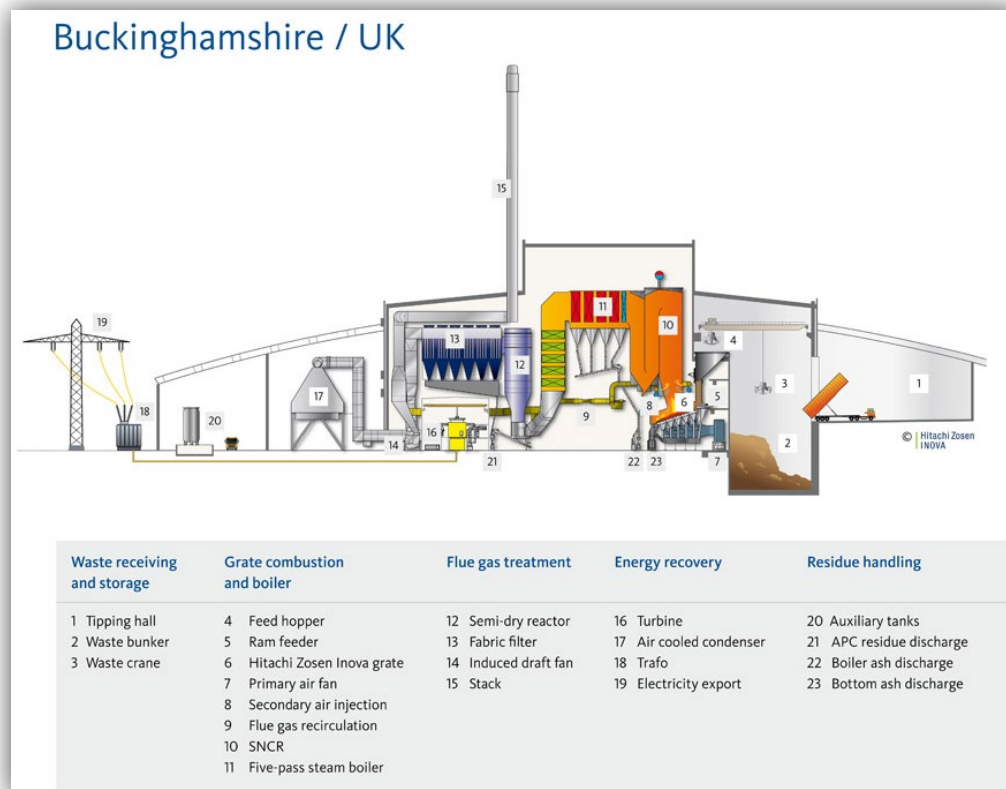 Buckinghamshire / UK
15
19
18
20
17
13
12
14
16
21
11
10
9
8
6
22
23
4
5
7
3
2
1
© Hitachi Zosen
INOVA
Waste receiving
and storage
1 Tipping hall
2 Waste bunker
3 Waste crane
Grate combustion
and boiler
4 Feed hopper
5 Ram feeder
6 Hitachi Zosen Inova grate
7 Primary air fan
8 Secondary air injection
9 Flue gas recirculation
10 SNCR
11 Five-pass steam boiler
Flue gas treatment
12 Semi-dry reactor
13 Fabric filter
14 Induced draft fan
15 Stack
Energy recovery
16 Turbine
17 Air cooled condenser
18 Trafo
19 Electricity export
Residue handling
20 Auxiliary tanks
21 APC residue discharge
22 Boiler ash discharge
23 Bottom ash discharge